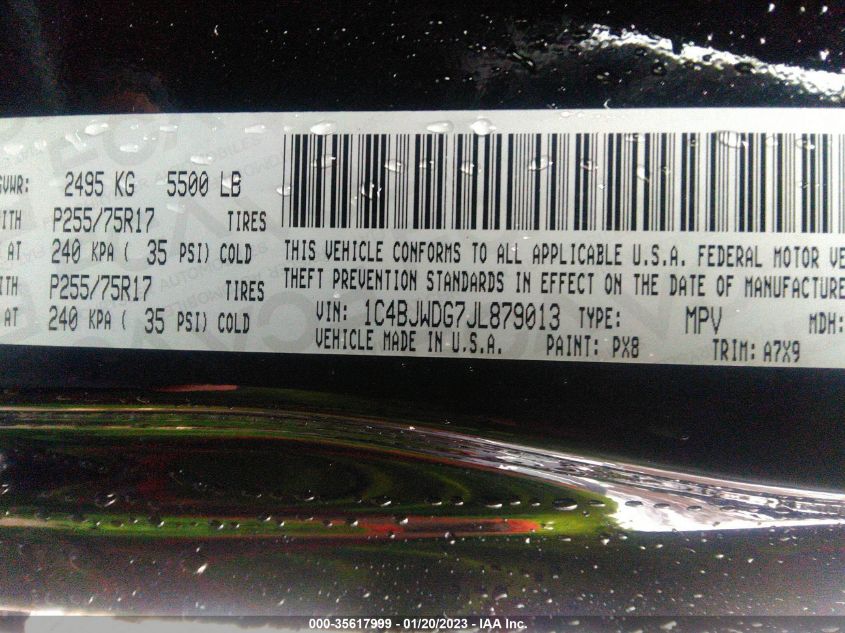 GVWR: 2495 KG 5500 LB
WITH P255/75R17 TIRES
AT 240 KPA ( 35 PSI) COLD
WITH P255/75R17 TIRES
AT 240 KPA ( 35 PSI) COLD
THIS VEHICLE CONFORMS TO ALL APPLICABLE U.S.A. FEDERAL MOTOR VE
THEFT PREVENTION STANDARDS IN EFFECT ON THE DATE OF MANUFACTURE
VIN: 1C4BJWDG7JL879013 TYPE: MPV MDH:
VEHICLE MADE IN U.S.A. PAINT: PX8 TRIM: A7X9
000-35617999 - 01/20/2023 - IAA Inc.